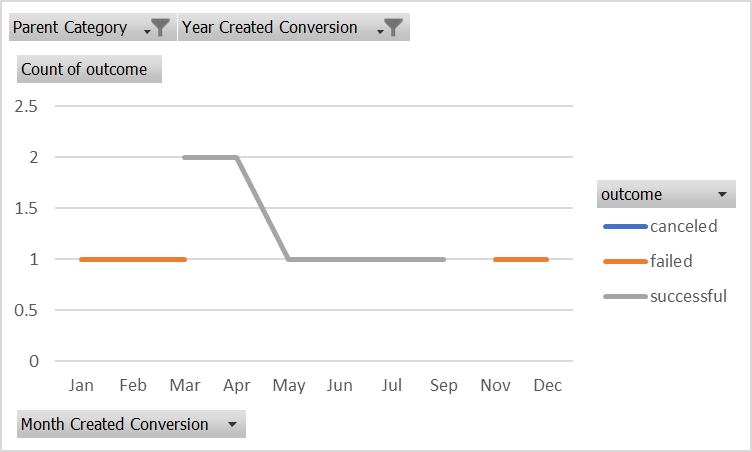 Parent Category Year Created Conversion
Count of outcome
2.5
2
1.5
1
0.5
0
Jan Feb Mar Apr May Jun Jul Sep Nov Dec
outcome
canceled
failed
successful
Month Created Conversion